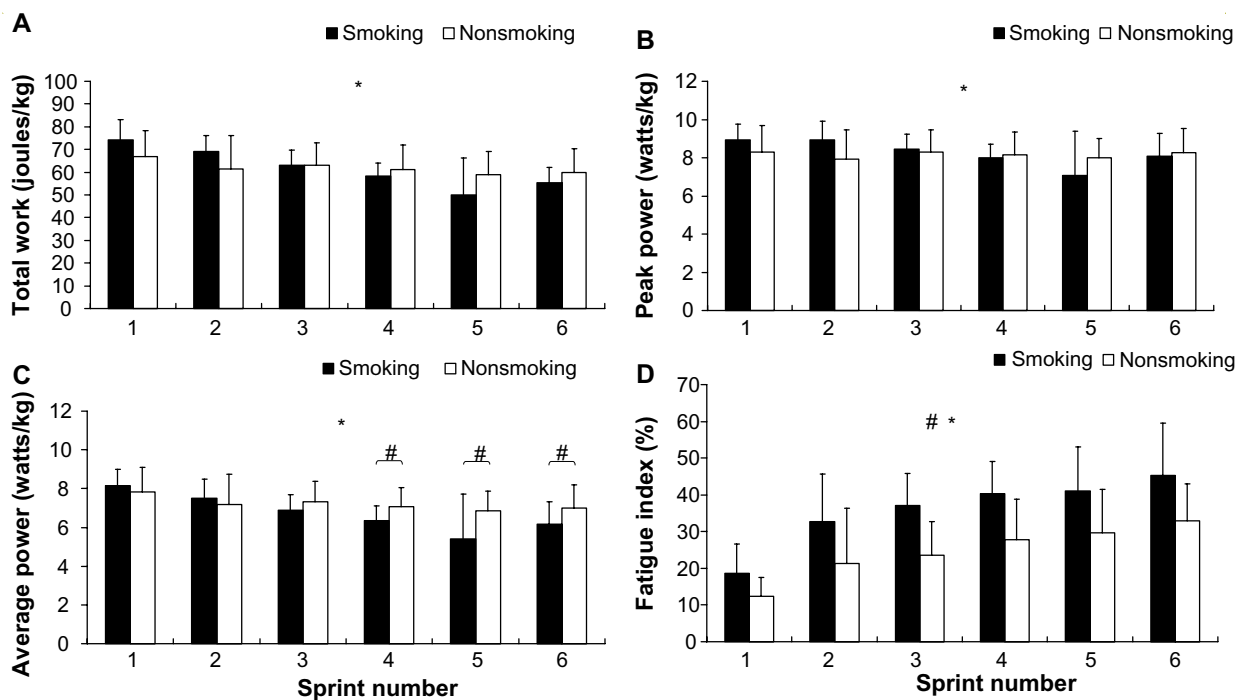 A
Smoking Nonsmoking
Total work (joules/kg)
100
90
80
70
60
50
40
30
20
10
0
*
1 2 3 4 5 6
B
Smoking Nonsmoking
Peak power (watts/kg)
12
10
8
6
4
2
0
*
1 2 3 4 5 6
C
Smoking Nonsmoking
Average power (watts/kg)
12
10
8
6
4
2
0
*
# # #
1 2 3 4 5 6
Sprint number
D
Smoking Nonsmoking
Fatigue index (%)
70
60
50
40
30
20
10
0
# *
1 2 3 4 5 6
Sprint number